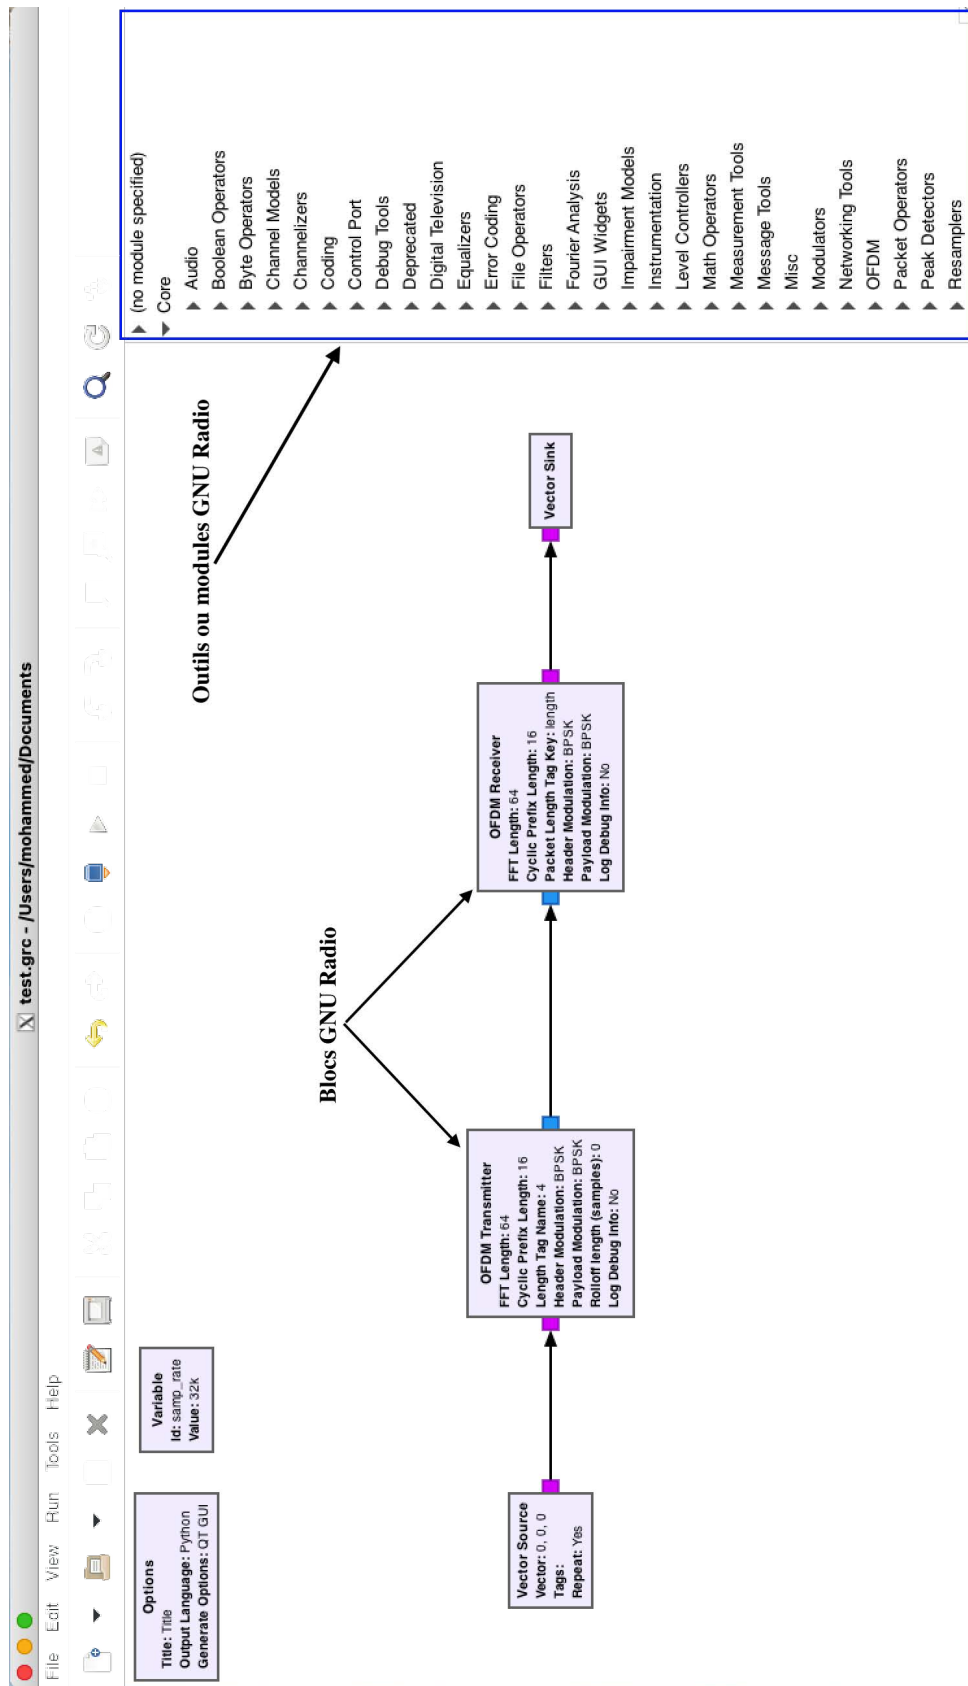 test.grc - /Users/mohammed/Documents
File Edit View Run Tools Help
Options
Title: Title
Output Language: Python
Generate Options: QT GUI
Variable
Id: samp_rate
Value: 32k
Outils ou modules GNU Radio
Blocs GNU Radio
Vector Source
Vector: 0, 0, 0
Tags:
Repeat: Yes
OFDM Transmitter
FFT Length: 64
Cyclic Prefix Length: 16
Length Tag Name: 4
Header Modulation: BPSK
Payload Modulation: BPSK
Rolloff length (samples): 0
Log Debug Info: No
OFDM Receiver
FFT Length: 64
Cyclic Prefix Length: 16
Packet Length Tag Key: length
Header Modulation: BPSK
Payload Modulation: BPSK
Log Debug Info: No
Vector Sink
(no module specified)
Core
Audio
Boolean Operators
Byte Operators
Channel Models
Channelizers
Coding
Control Port
Debug Tools
Deprecated
Digital Television
Equalizers
Error Coding
File Operators
Filters
Fourier Analysis
GUI Widgets
Impairment Models
Instrumentation
Level Controllers
Math Operators
Measurement Tools
Message Tools
Misc
Modulators
Networking Tools
OFDM
Packet Operators
Peak Detectors
Resamplers